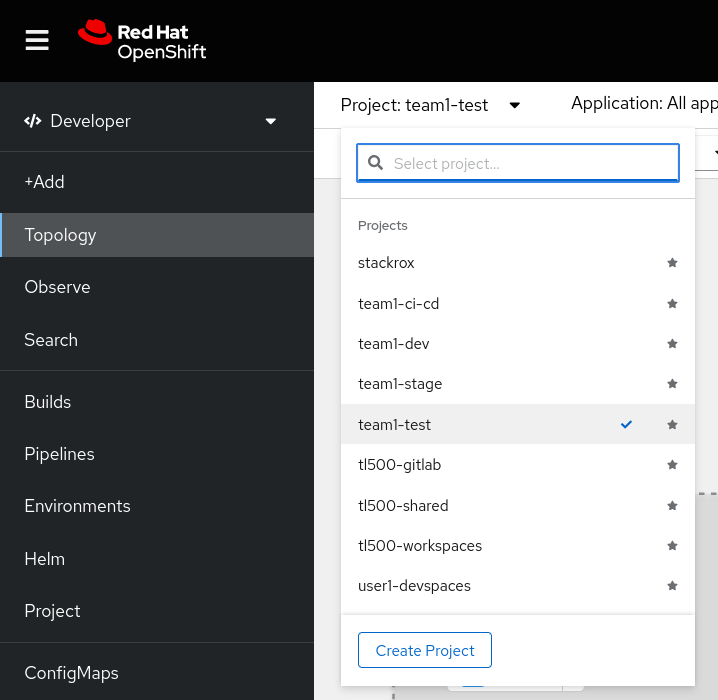 Red Hat
OpenShift
Developer
+Add
Topology
Observe
Search
Builds
Pipelines
Environments
Helm
Project
ConfigMaps
Project: team1-test
Application: All app
Select project...
Projects
stackrox
team1-ci-cd
team1-dev
team1-stage
team1-test
tl500-gitlab
tl500-shared
tl500-workspaces
user1-devspaces
Create Project